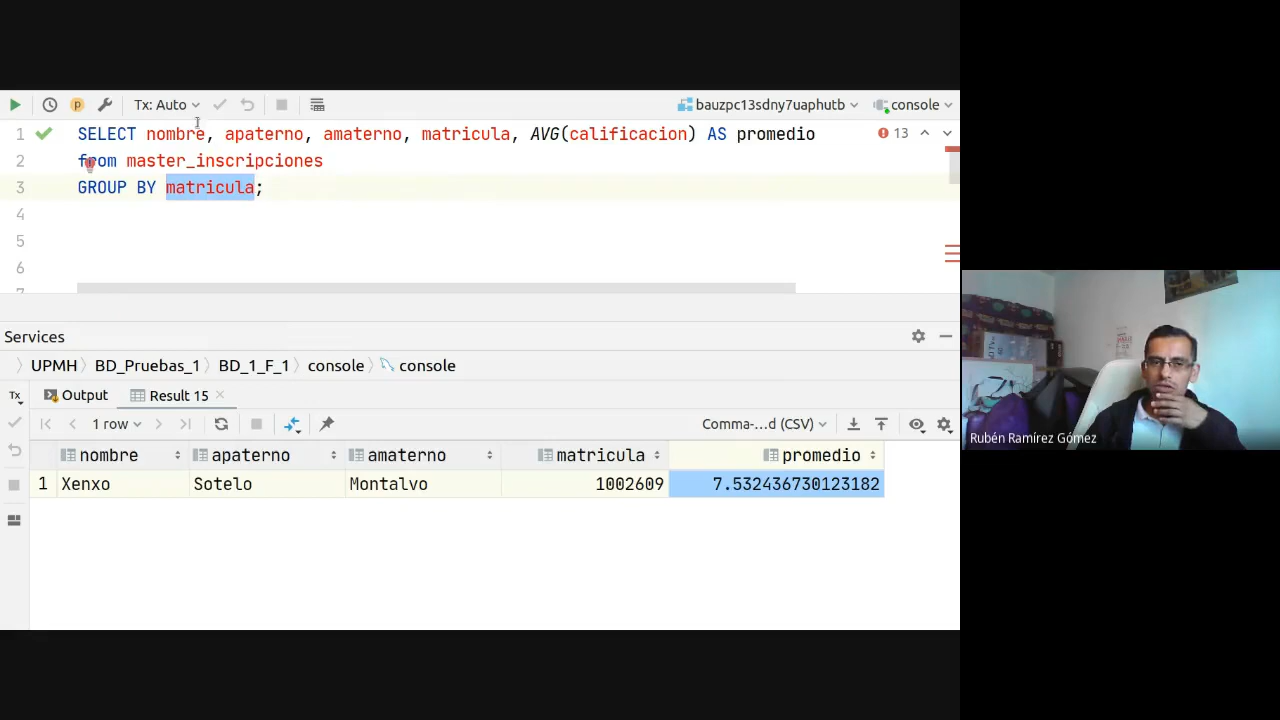 Tx: Auto bauzpc13sdny7uaphutb console
1 SELECT nombre, apaterno, amaterno, matricula, AVG(calificacion) AS promedio 13
2 from master_inscripciones
3 GROUP BY matricula;
4
5
6
7
Services
UPMH BD_Pruebas_1 BD_1_F_1 console console
Tx Output Result 15
1 row Comma-...d (CSV)
nombre apaterno amaterno matricula promedio
1 Xenxo Sotelo Montalvo 1002609 7.532436730123182
Rubén Ramírez Gómez